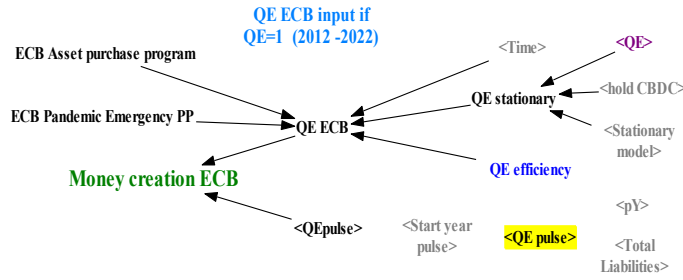 QE ECB input if
QE=1 (2012 -2022)
ECB Asset purchase program
<Time>
<QE>
<hold CBDC>
QE stationary
ECB Pandemic Emergency PP
QE ECB
<Stationary
model>
QE efficiency
Money creation ECB
<QEpulse>
<Start year
pulse>
<QE pulse>
<pY>
<Total
Liabilities>